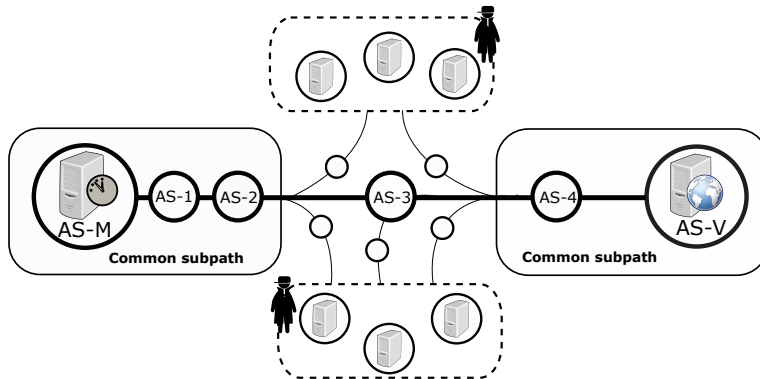 AS-M
AS-1
AS-2
Common subpath
AS-3
AS-4
AS-V
Common subpath